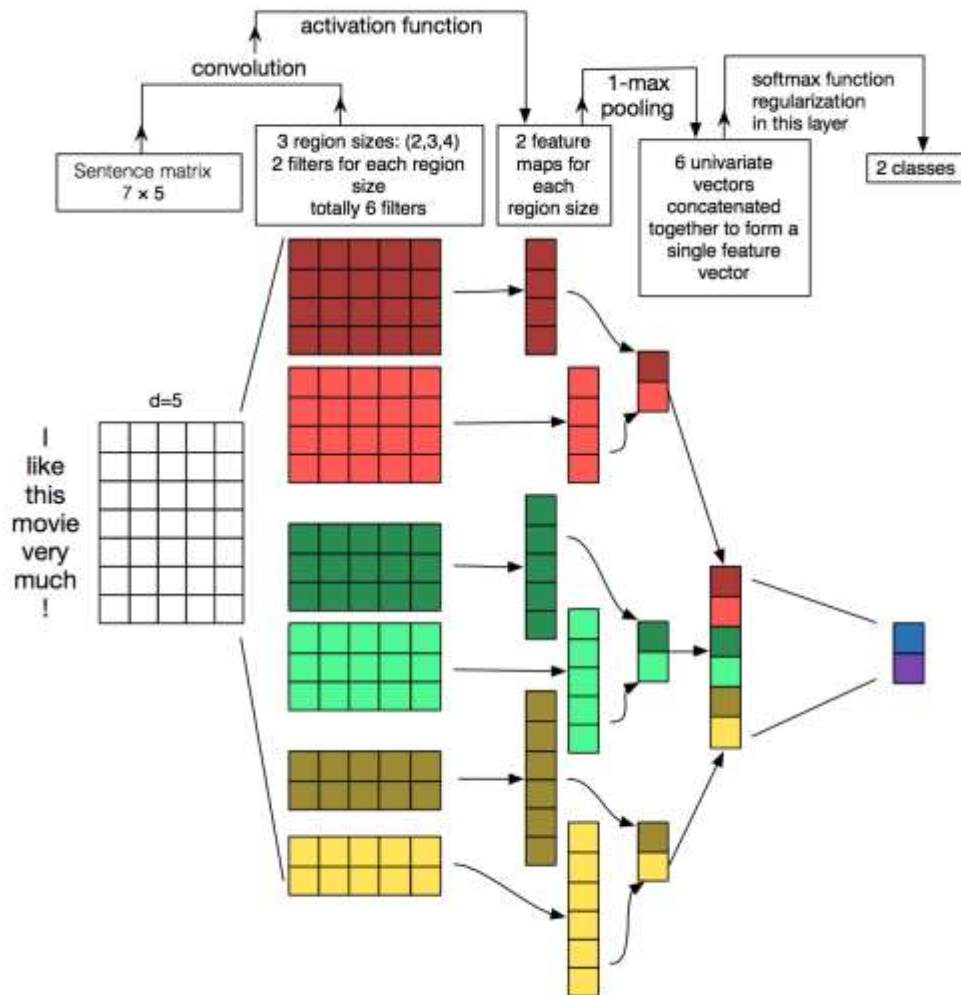 activation function
convolution
1-max
pooling
softmax function
regularization
in this layer
Sentence matrix
7 × 5
3 region sizes: (2,3,4)
2 filters for each region
size
totally 6 filters
2 feature
maps for
each
region size
6 univariate
vectors
concatenated
together to form a
single feature
vector
2 classes
d=5
I
like
this
movie
very
much
!